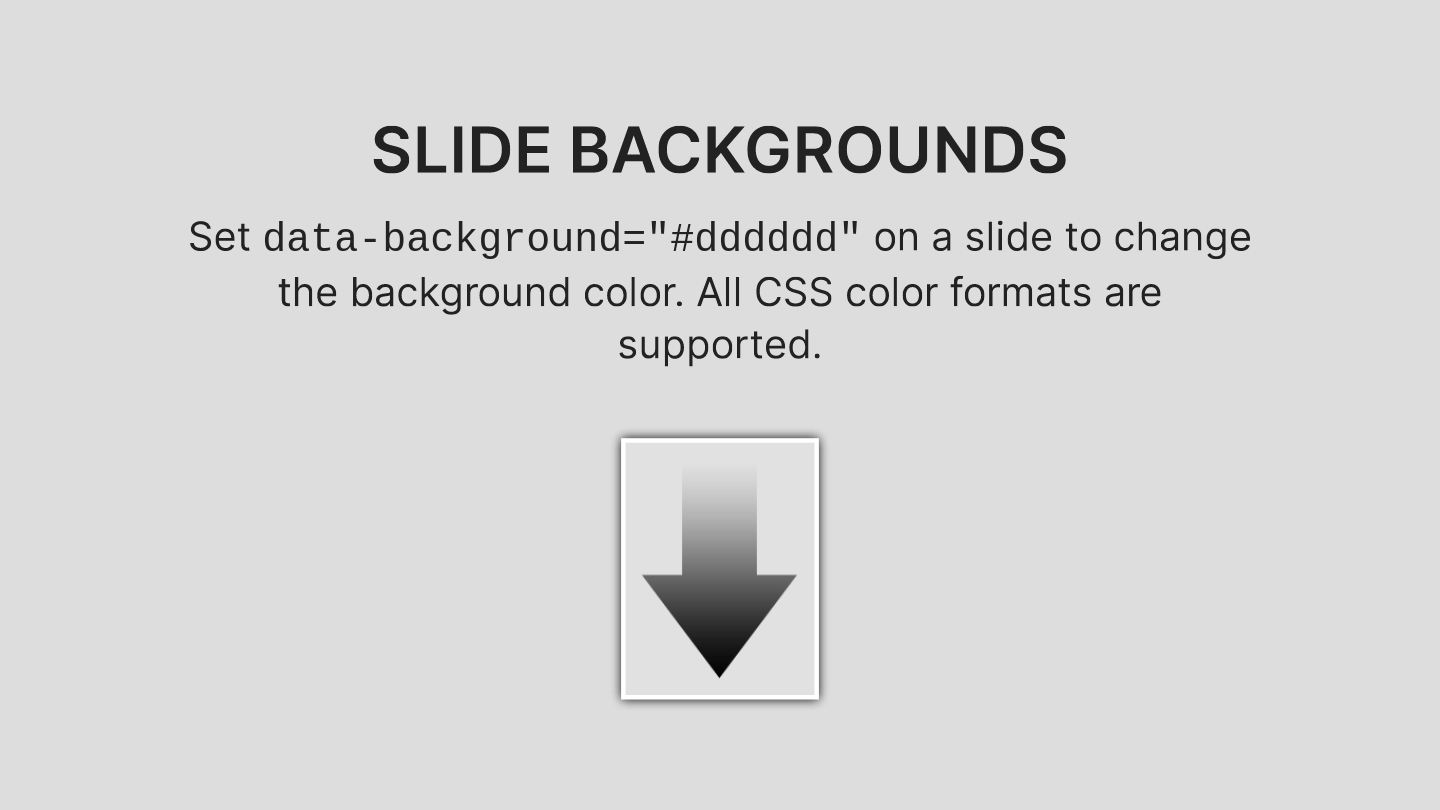 SLIDE BACKGROUNDS
Set data-background="#dddddd" on a slide to change
the background color. All CSS color formats are
supported.